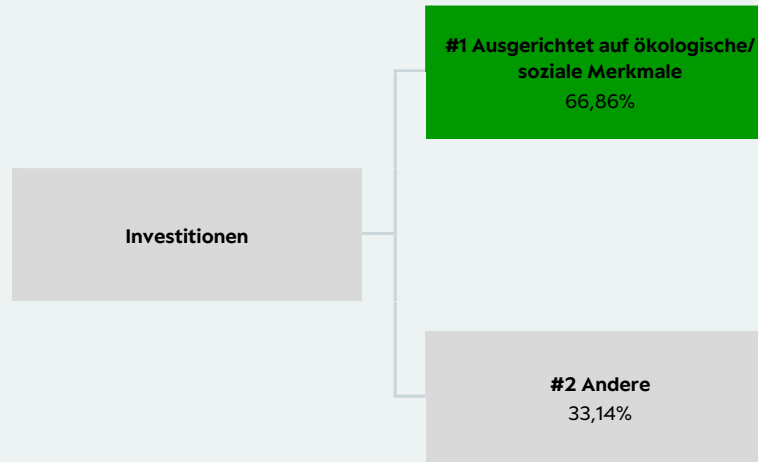 #1 Ausgerichtet auf ökologische/
soziale Merkmale
66,86%
Investitionen
#2 Andere
33,14%